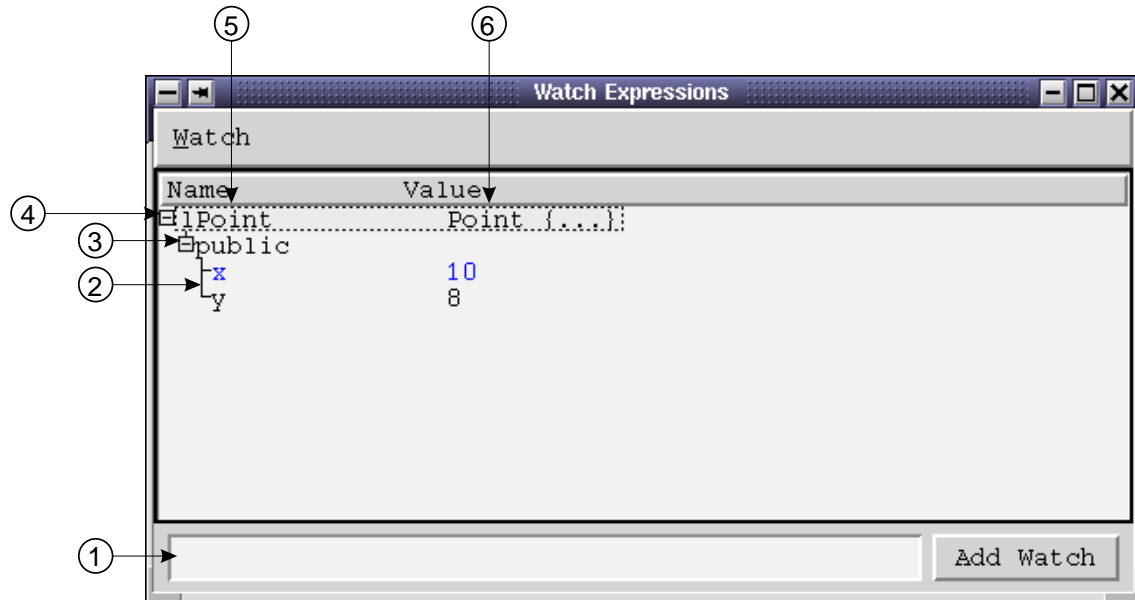 5 6
Watch Expressions
Watch
Name Value
4 lPoint Point {...}
3 public
x 10
2
y 8
1 Add Watch